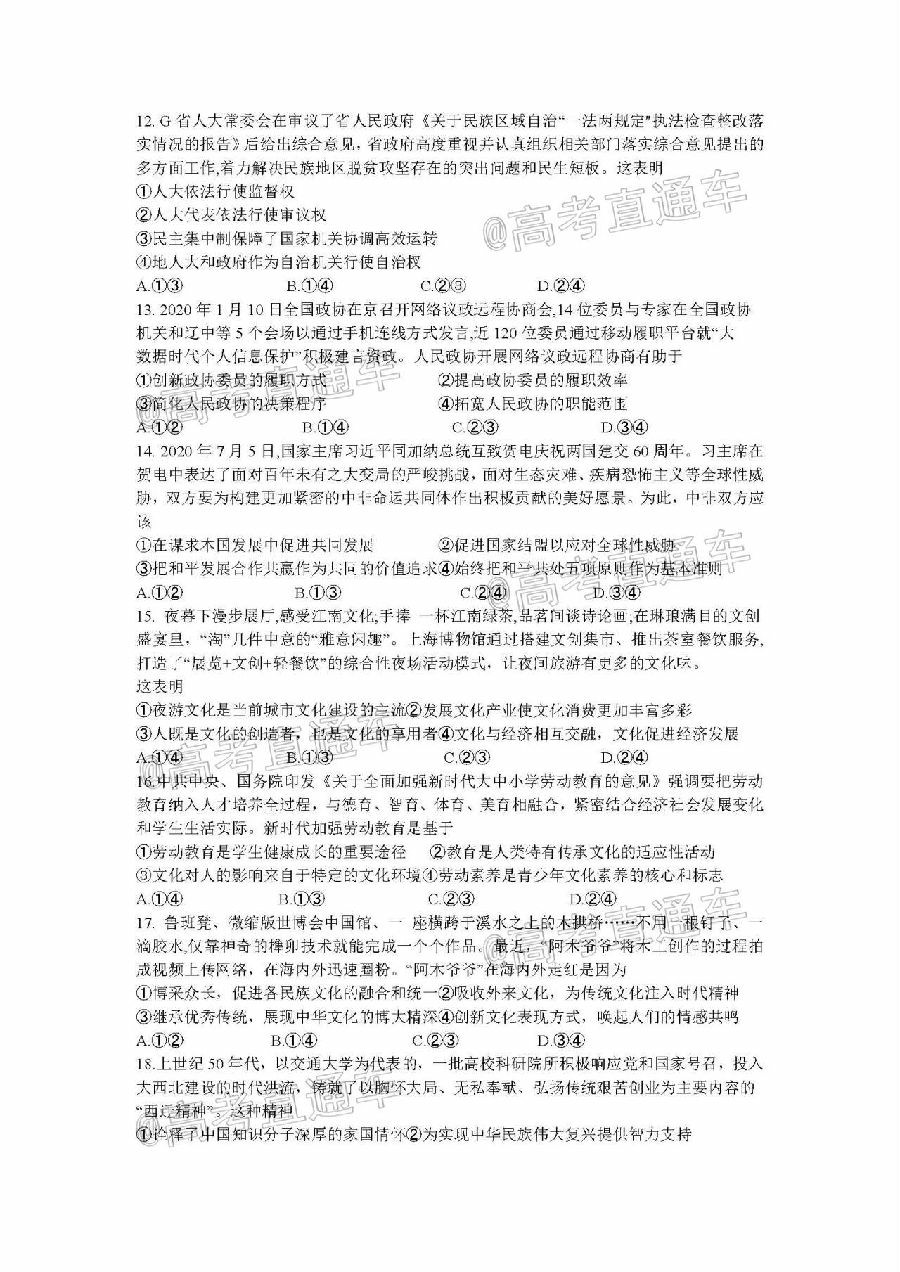 12. G 省人大常委会在审议了省人民政府《关于民族区域自治“一法两规定”执法检查整改落
实情况的报告》后给出综合意见，省政府高度重视并认真组织相关部门落实综合意见提出的
多方面工作,着力解决民族地区脱贫攻坚存在的突出问题和民生短板。这表明
①人大依法行使监督权
②人大代表依法行使审议权
③民主集中制保障了国家机关协调高效运转
④地人大和政府作为自治机关行使自治权
A.①③ B.①④ C.②③ D.②④
13. 2020 年 1 月 10 日全国政协在京召开网络议政远程协商会,14 位委员与专家在全国政协
机关和辽中等 5 个会场以通过手机连线方式发言,近 120 位委员通过移动履职平台就“大
数据时代个人信息保护”积极建言资政。人民政协开展网络议政远程协商有助于
①创新政协委员的履职方式 ②提高政协委员的履职效率
③简化人民政协的决策程序 ④拓宽人民政协的职能范围
A.①② B.①④ C.②③ D.③④
14. 2020 年 7 月 5 日,国家主席习近平同加纳总统互致贺电庆祝两国建交 60 周年。习主席在
贺电中表达了面对百年未有之大变局的严峻挑战，面对生态灾难、疾病恐怖主义等全球性威
胁，双方要为构建更加紧密的中非命运共同体作出积极贡献的美好愿景。为此，中非双方应
该
①在谋求本国发展中促进共同发展 ②促进国家结盟以应对全球性威胁
③把和平发展合作共赢作为共同的价值追求④始终把和平共处五项原则作为基本准则
A.①② B.①③ C.②④ D.③④
15. 夜幕下漫步展厅,感受江南文化;手捧一杯江南绿茶,品茗间谈诗论画;在琳琅满目的文创
盛宴里，“淘”几件中意的“雅意闪趣”。上海博物馆通过搭建文创集市、推出茶室餐饮服务,
打造了“展览+文创+轻餐饮”的综合性夜场活动模式，让夜间旅游有更多的文化味。
这表明
①夜游文化是当前城市文化建设的主流②发展文化产业使文化消费更加丰富多彩
③人既是文化的创造者，也是文化的享用者④文化与经济相互交融，文化促进经济发展
A.①④ B.①③ C.②③ D.②④
16.中共中央、国务院印发《关于全面加强新时代大中小学劳动教育的意见》强调要把劳动
教育纳入人才培养全过程，与德育、智育、体育、美育相融合，紧密结合经济社会发展变化
和学生生活实际。新时代加强劳动教育是基于
①劳动教育是学生健康成长的重要途径 ②教育是人类特有传承文化的适应性活动
③文化对人的影响来自于特定的文化环境④劳动素养是青少年文化素养的核心和标志
A.①④ B.①③ C.②③ D.②④
17. 鲁班凳、微缩版世博会中国馆、一 座横跨于溪水之上的木拱桥……不用一根钉子、一
滴胶水,仅靠神奇的榫卯技术就能完成一个个作品。最近，“阿木爷爷”将木工创作的过程拍
成视频上传网络，在海内外迅速圈粉。“阿木爷爷”在海内外走红是因为
①博采众长，促进各民族文化的融合和统一②吸收外来文化，为传统文化注入时代精神
③继承优秀传统，展现中华文化的博大精深④创新文化表现方式，唤起人们的情感共鸣
A.①② B.①④ C.②③ D.③④
18.上世纪 50 年代，以交通大学为代表的，一批高校科研院所积极响应党和国家号召，投入
大西北建设的时代洪流，铸就了以胸怀大局、无私奉献、弘扬传统艰苦创业为主要内容的
“西迁精神”。这种精神
①诠释了中国知识分子深厚的家国情怀②为实现中华民族伟大复兴提供智力支持
@高考直通车
@高考直通车
@高考直通车
@高考直通车
@高考直通车
@高考直通车